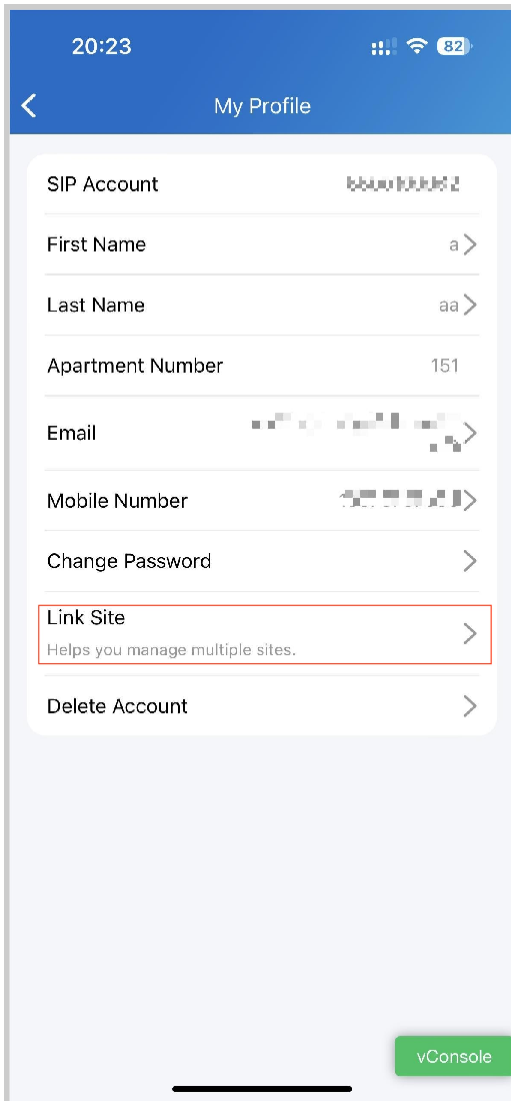 20:23
82
My Profile
SIP Account
First Name
a
Last Name
aa
Apartment Number
151
Email
Mobile Number
Change Password
Link Site
Helps you manage multiple sites.
Delete Account
vConsole